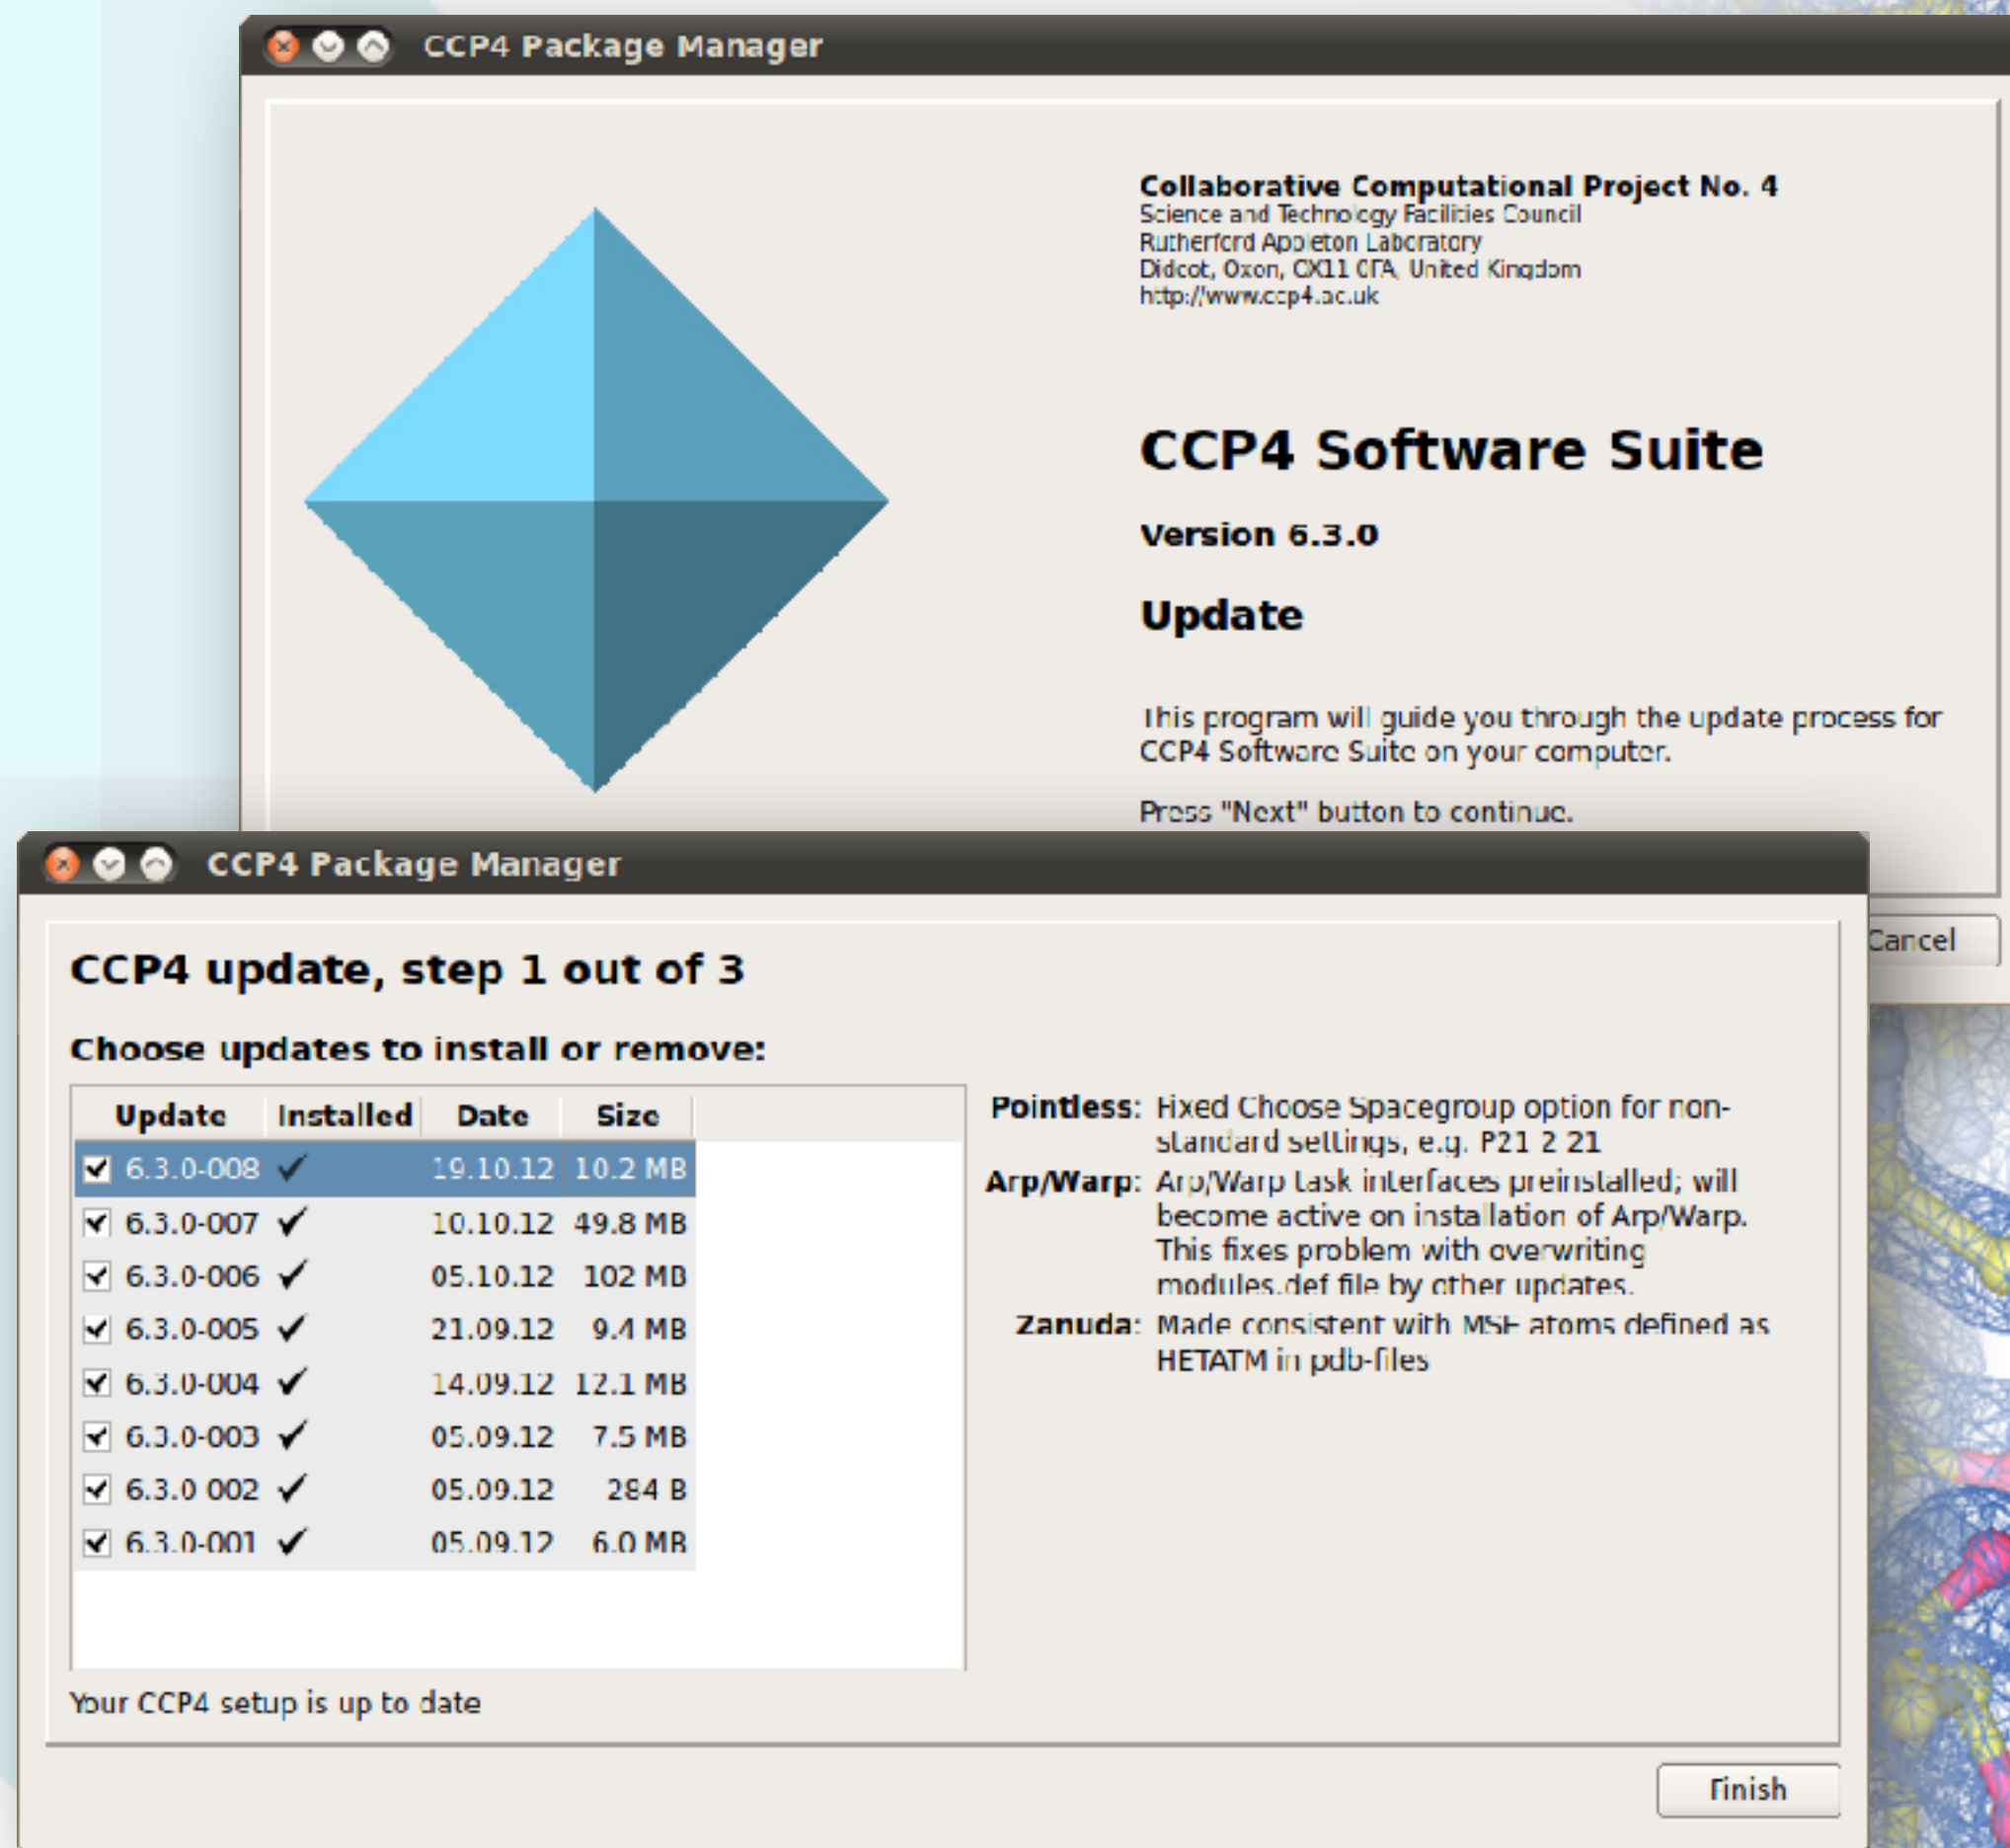 CCP4 Package Manager
Collaborative Computational Project No. 4
Science and Technology Facilities Council
Rutherford Appleton Laboratory
Didcot, Oxon, OX11 0FA, United Kingdom
http://www.ccp4.ac.uk
CCP4 Software Suite
Version 6.3.0
Update
This program will guide you through the update process for
CCP4 Software Suite on your computer.
Press "Next" button to continue.
Cancel
CCP4 Package Manager
CCP4 update, step 1 out of 3
Choose updates to install or remove:
Update Installed Date Size
6.3.0-008 19.10.12 10.2 MB
6.3.0-007 10.10.12 49.8 MB
6.3.0-006 05.10.12 102 MB
6.3.0-005 21.09.12 9.4 MB
6.3.0-004 14.09.12 12.1 MB
6.3.0-003 05.09.12 7.5 MB
6.3.0 002 05.09.12 284 B
6.3.0-001 05.09.12 6.0 MB
Pointless: Fixed Choose Spacegroup option for non-
standard settings, e.g. P21 2 21
Arp/Warp: Arp/Warp task interfaces preinstalled; will
become active on installation of Arp/Warp.
This fixes problem with overwriting
modules.def file by other updates.
Zanuda: Made consistent with MSE atoms defined as
HETATM in pdb-files
Your CCP4 setup is up to date
Finish